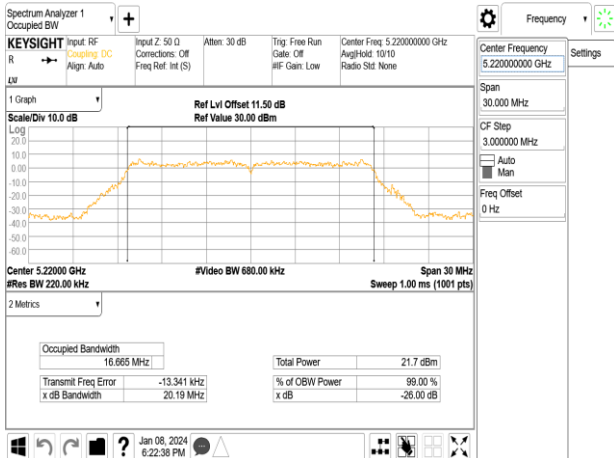 Spectrum Analyzer 1
Occupied BW
Frequency
KEYSIGHT
R
Input: RF
Coupling: DC
Align: Auto
Input Z: 50 Ω
Corrections: Off
Freq Ref: Int (S)
Atten: 30 dB
Trig: Free Run
Gate: Off
#IF Gain: Low
Center Freq: 5.220000000 GHz
Avg|Hold: 10/10
Radio Std: None
Center Frequency
5.220000000 GHz
Settings
Span
30.000 MHz
CF Step
3.000000 MHz
Auto
Man
Freq Offset
0 Hz
1 Graph
Scale/Div 10.0 dB
Ref Lvl Offset 11.50 dB
Ref Value 30.00 dBm
Log
20.0
10.0
0.00
-10.0
-20.0
-30.0
-40.0
-50.0
-60.0
Center 5.22000 GHz
#Video BW 680.00 kHz
Span 30 MHz
#Res BW 220.00 kHz
Sweep 1.00 ms (1001 pts)
2 Metrics
Occupied Bandwidth
16.665 MHz
Total Power 21.7 dBm
Transmit Freq Error -13.341 kHz
% of OBW Power 99.00 %
x dB Bandwidth 20.19 MHz
x dB -26.00 dB
Jan 08, 2024
6:22:38 PM